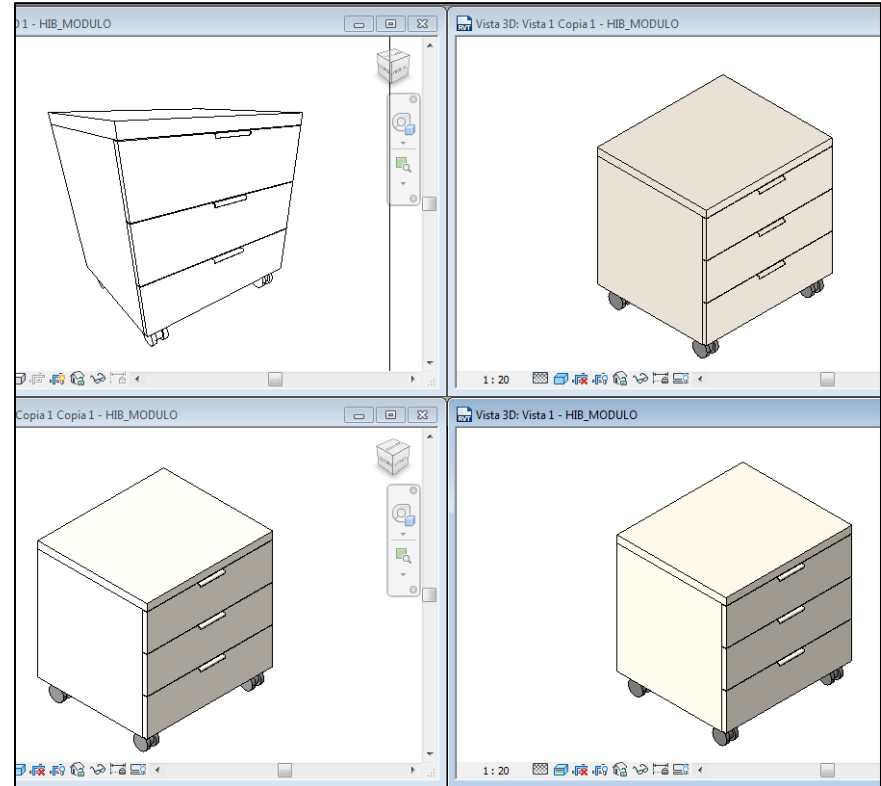 D 1 - HIB_MODULO
Vista 3D: Vista 1 Copia 1 - HIB_MODULO
1 : 20
Copia 1 Copia 1 - HIB_MODULO
Vista 3D: Vista 1 - HIB_MODULO
1 : 20